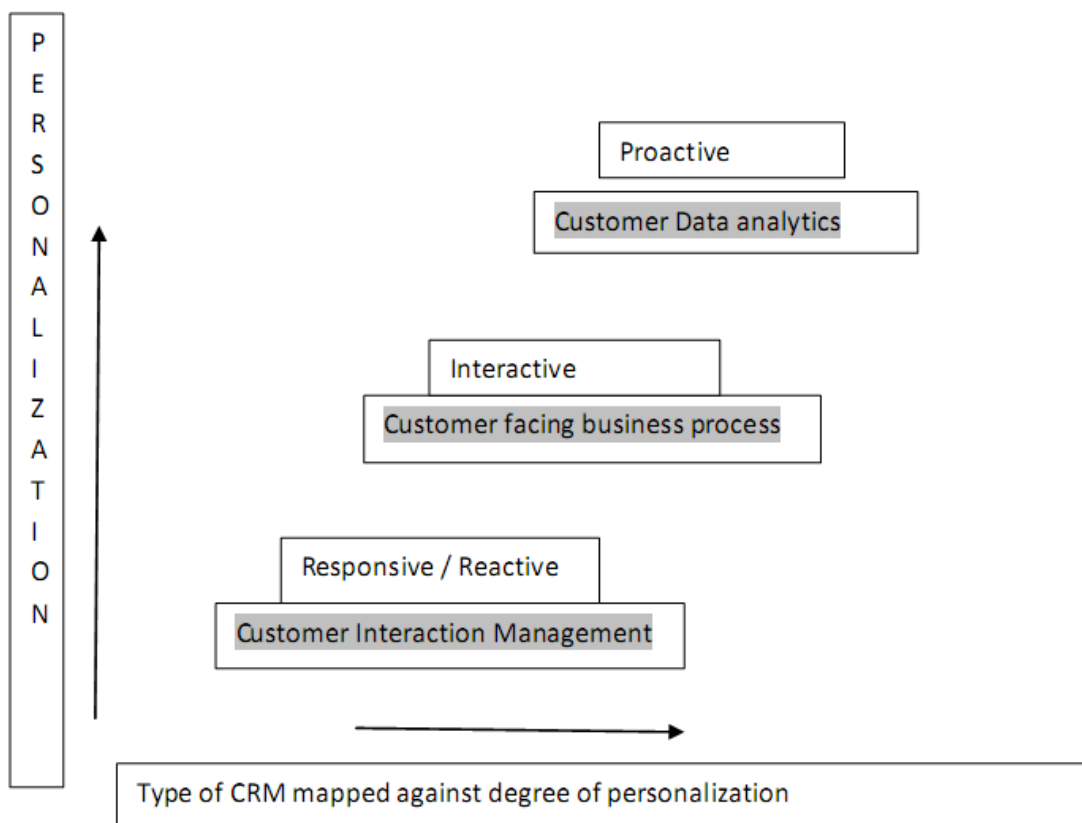 PERSONALIZATION
Proactive
Customer Data analytics
Interactive
Customer facing business process
Responsive / Reactive
Customer Interaction Management
Type of CRM mapped against degree of personalization